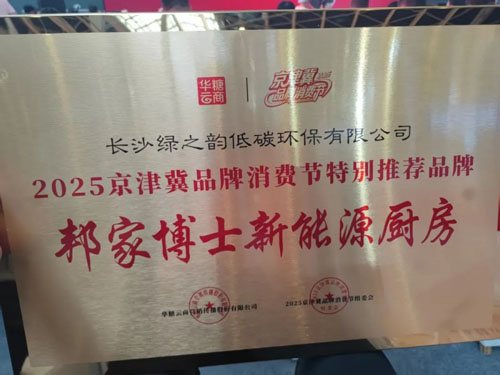 华糖云商
京津冀品牌消费节
长沙绿之韵低碳环保有限公司
2025京津冀品牌消费节特别推荐品牌
邦家博士新能源厨房
2025京津冀品牌消费节组委会